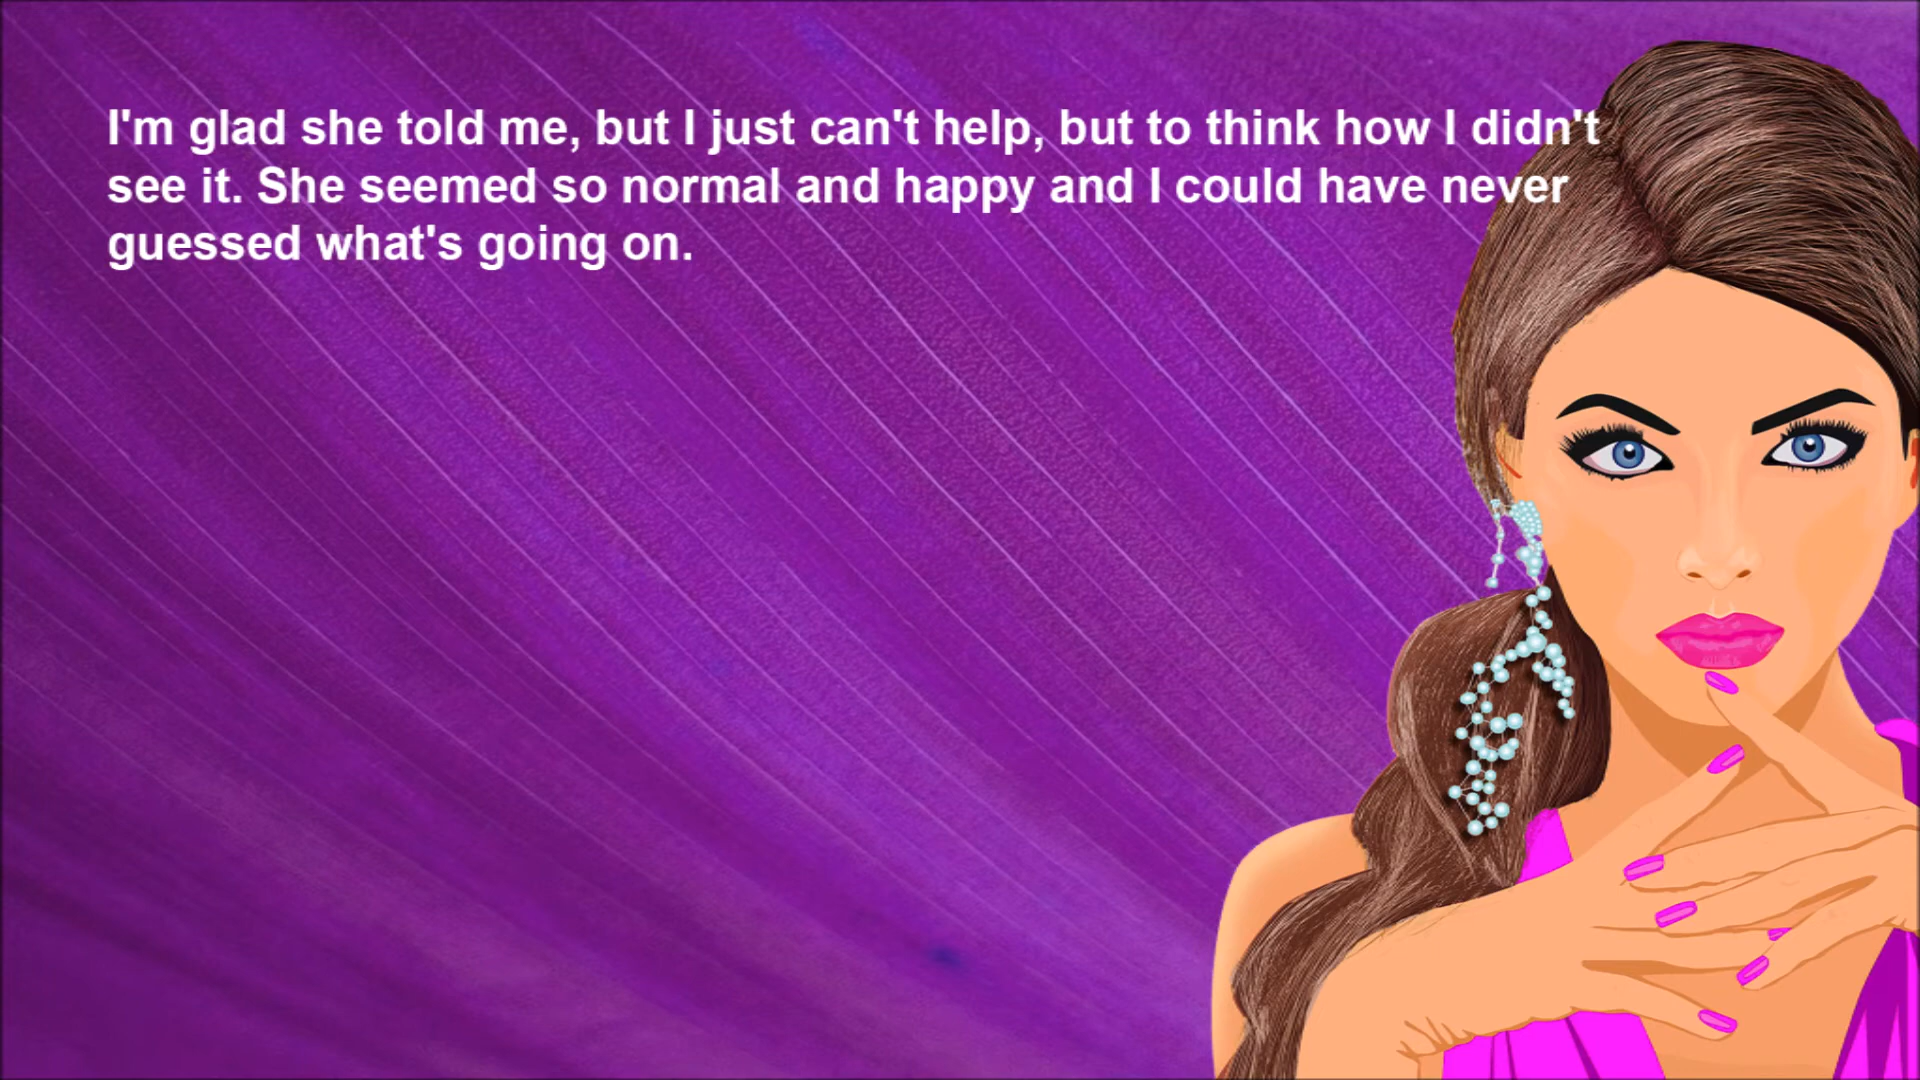 I'm glad she told me, but I just can't help, but to think how I didn't
see it. She seemed so normal and happy and I could have never
guessed what's going on.